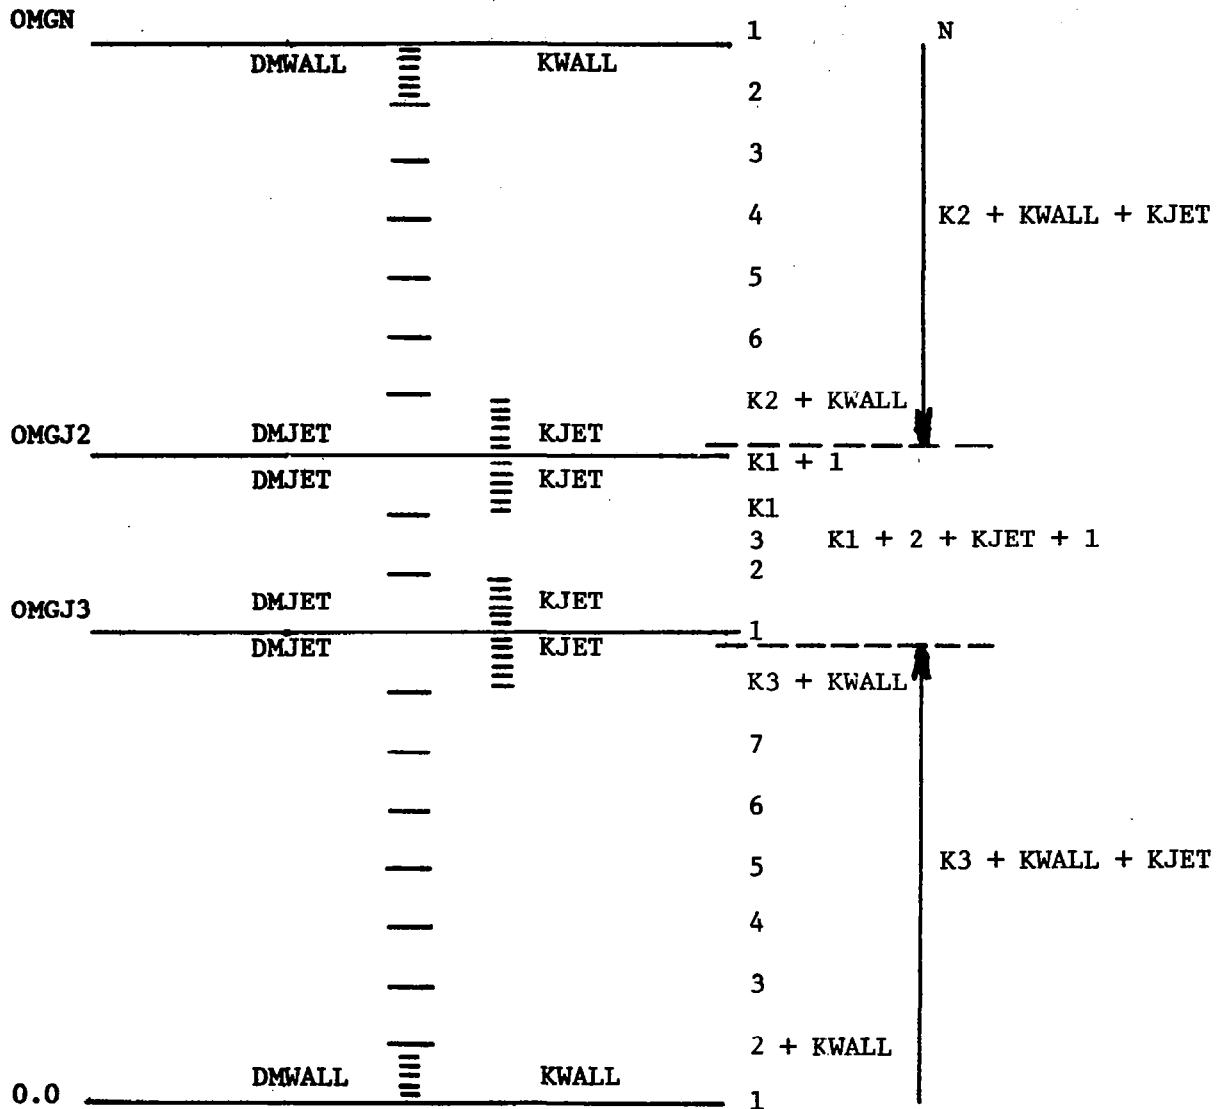 OMGN 1 N
DMWALL KWALL
2
3
4 K2 + KWALL + KJET
5
6
K2 + KWALL
OMGJ2 DMJET KJET
K1 + 1
DMJET KJET
K1
3 K1 + 2 + KJET + 1
2
OMGJ3 DMJET KJET
1
DMJET KJET
K3 + KWALL
7
6
5 K3 + KWALL + KJET
4
3
2 + KWALL
DMWALL KWALL
0.0 1